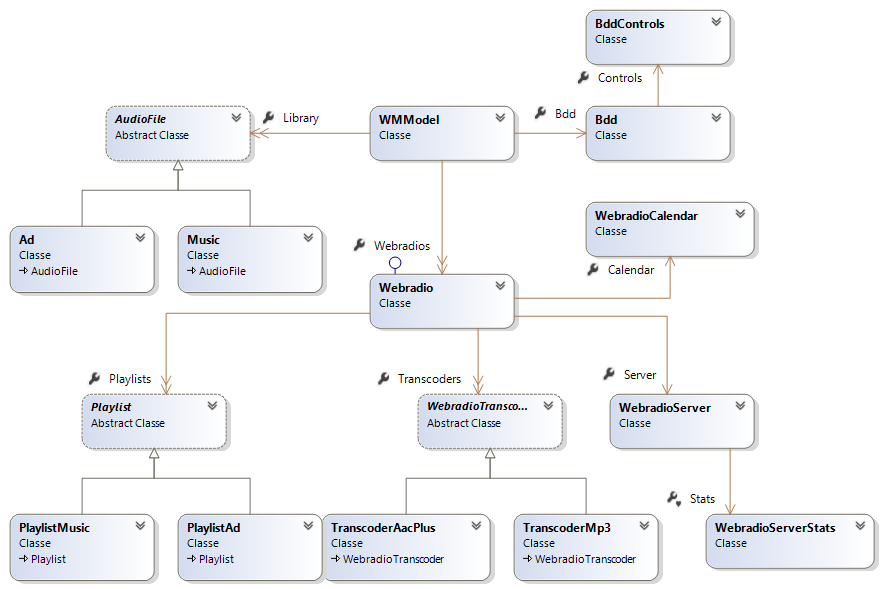 BddControls
Classe
Controls
AudioFile
Abstract Classe
Library
WMModel
Classe
Bdd
Bdd
Classe
Ad
Classe
AudioFile
Music
Classe
AudioFile
Webradios
WebradioCalendar
Classe
Calendar
Webradio
Classe
Playlists
Transcoders
Server
Playlist
Abstract Classe
WebradioTransco...
Abstract Classe
WebradioServer
Classe
Stats
PlaylistMusic
Classe
Playlist
PlaylistAd
Classe
Playlist
TranscoderAacPlus
Classe
WebradioTranscoder
TranscoderMp3
Classe
WebradioTranscoder
WebradioServerStats
Classe